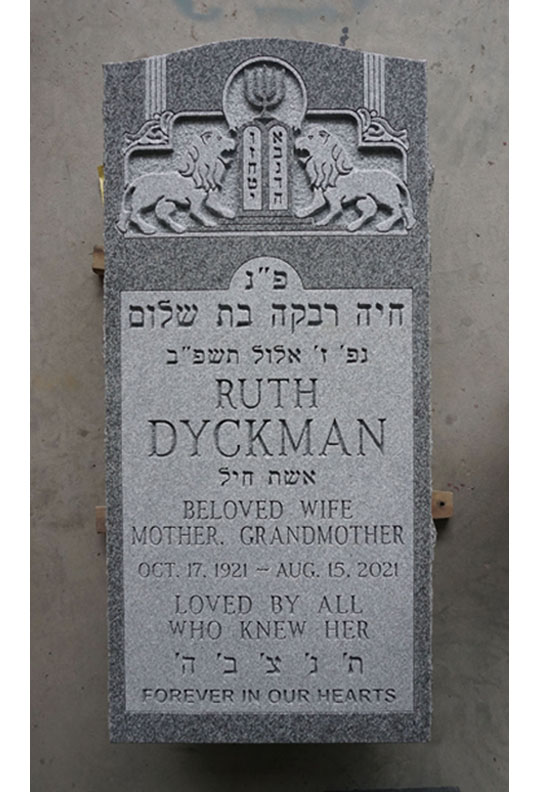 פ"נ
חיה רבקה בת שלום
נפ' ז' אלול תשפ"ב
RUTH
DYCKMAN
אשת חיל
BELOVED WIFE
MOTHER, GRANDMOTHER
OCT. 17, 1921 – AUG. 15, 2021
LOVED BY ALL
WHO KNEW HER
ת' נ' צ' ב' ה'
FOREVER IN OUR HEARTS